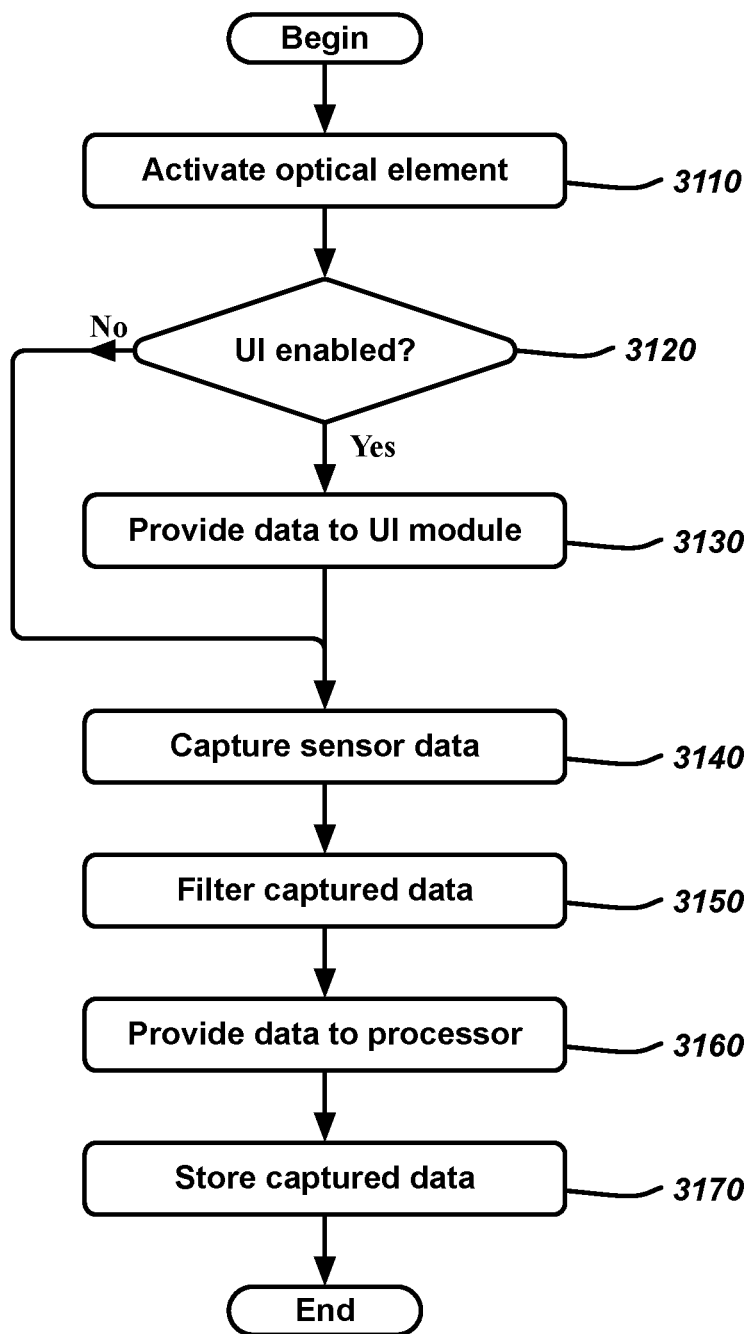 Begin
Activate optical element
3110
No
UI enabled?
3120
Yes
Provide data to UI module
3130
Capture sensor data
3140
Filter captured data
3150
Provide data to processor
3160
Store captured data
3170
End